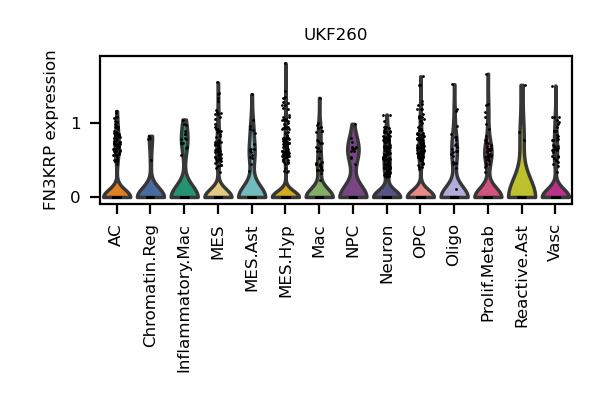 UKF260
FN3KRP expression
1
0
AC
Chromatin.Reg
Inflammatory.Mac
MES
MES.Ast
MES.Hyp
Mac
NPC
Neuron
OPC
Oligo
Prolif.Metab
Reactive.Ast
Vasc